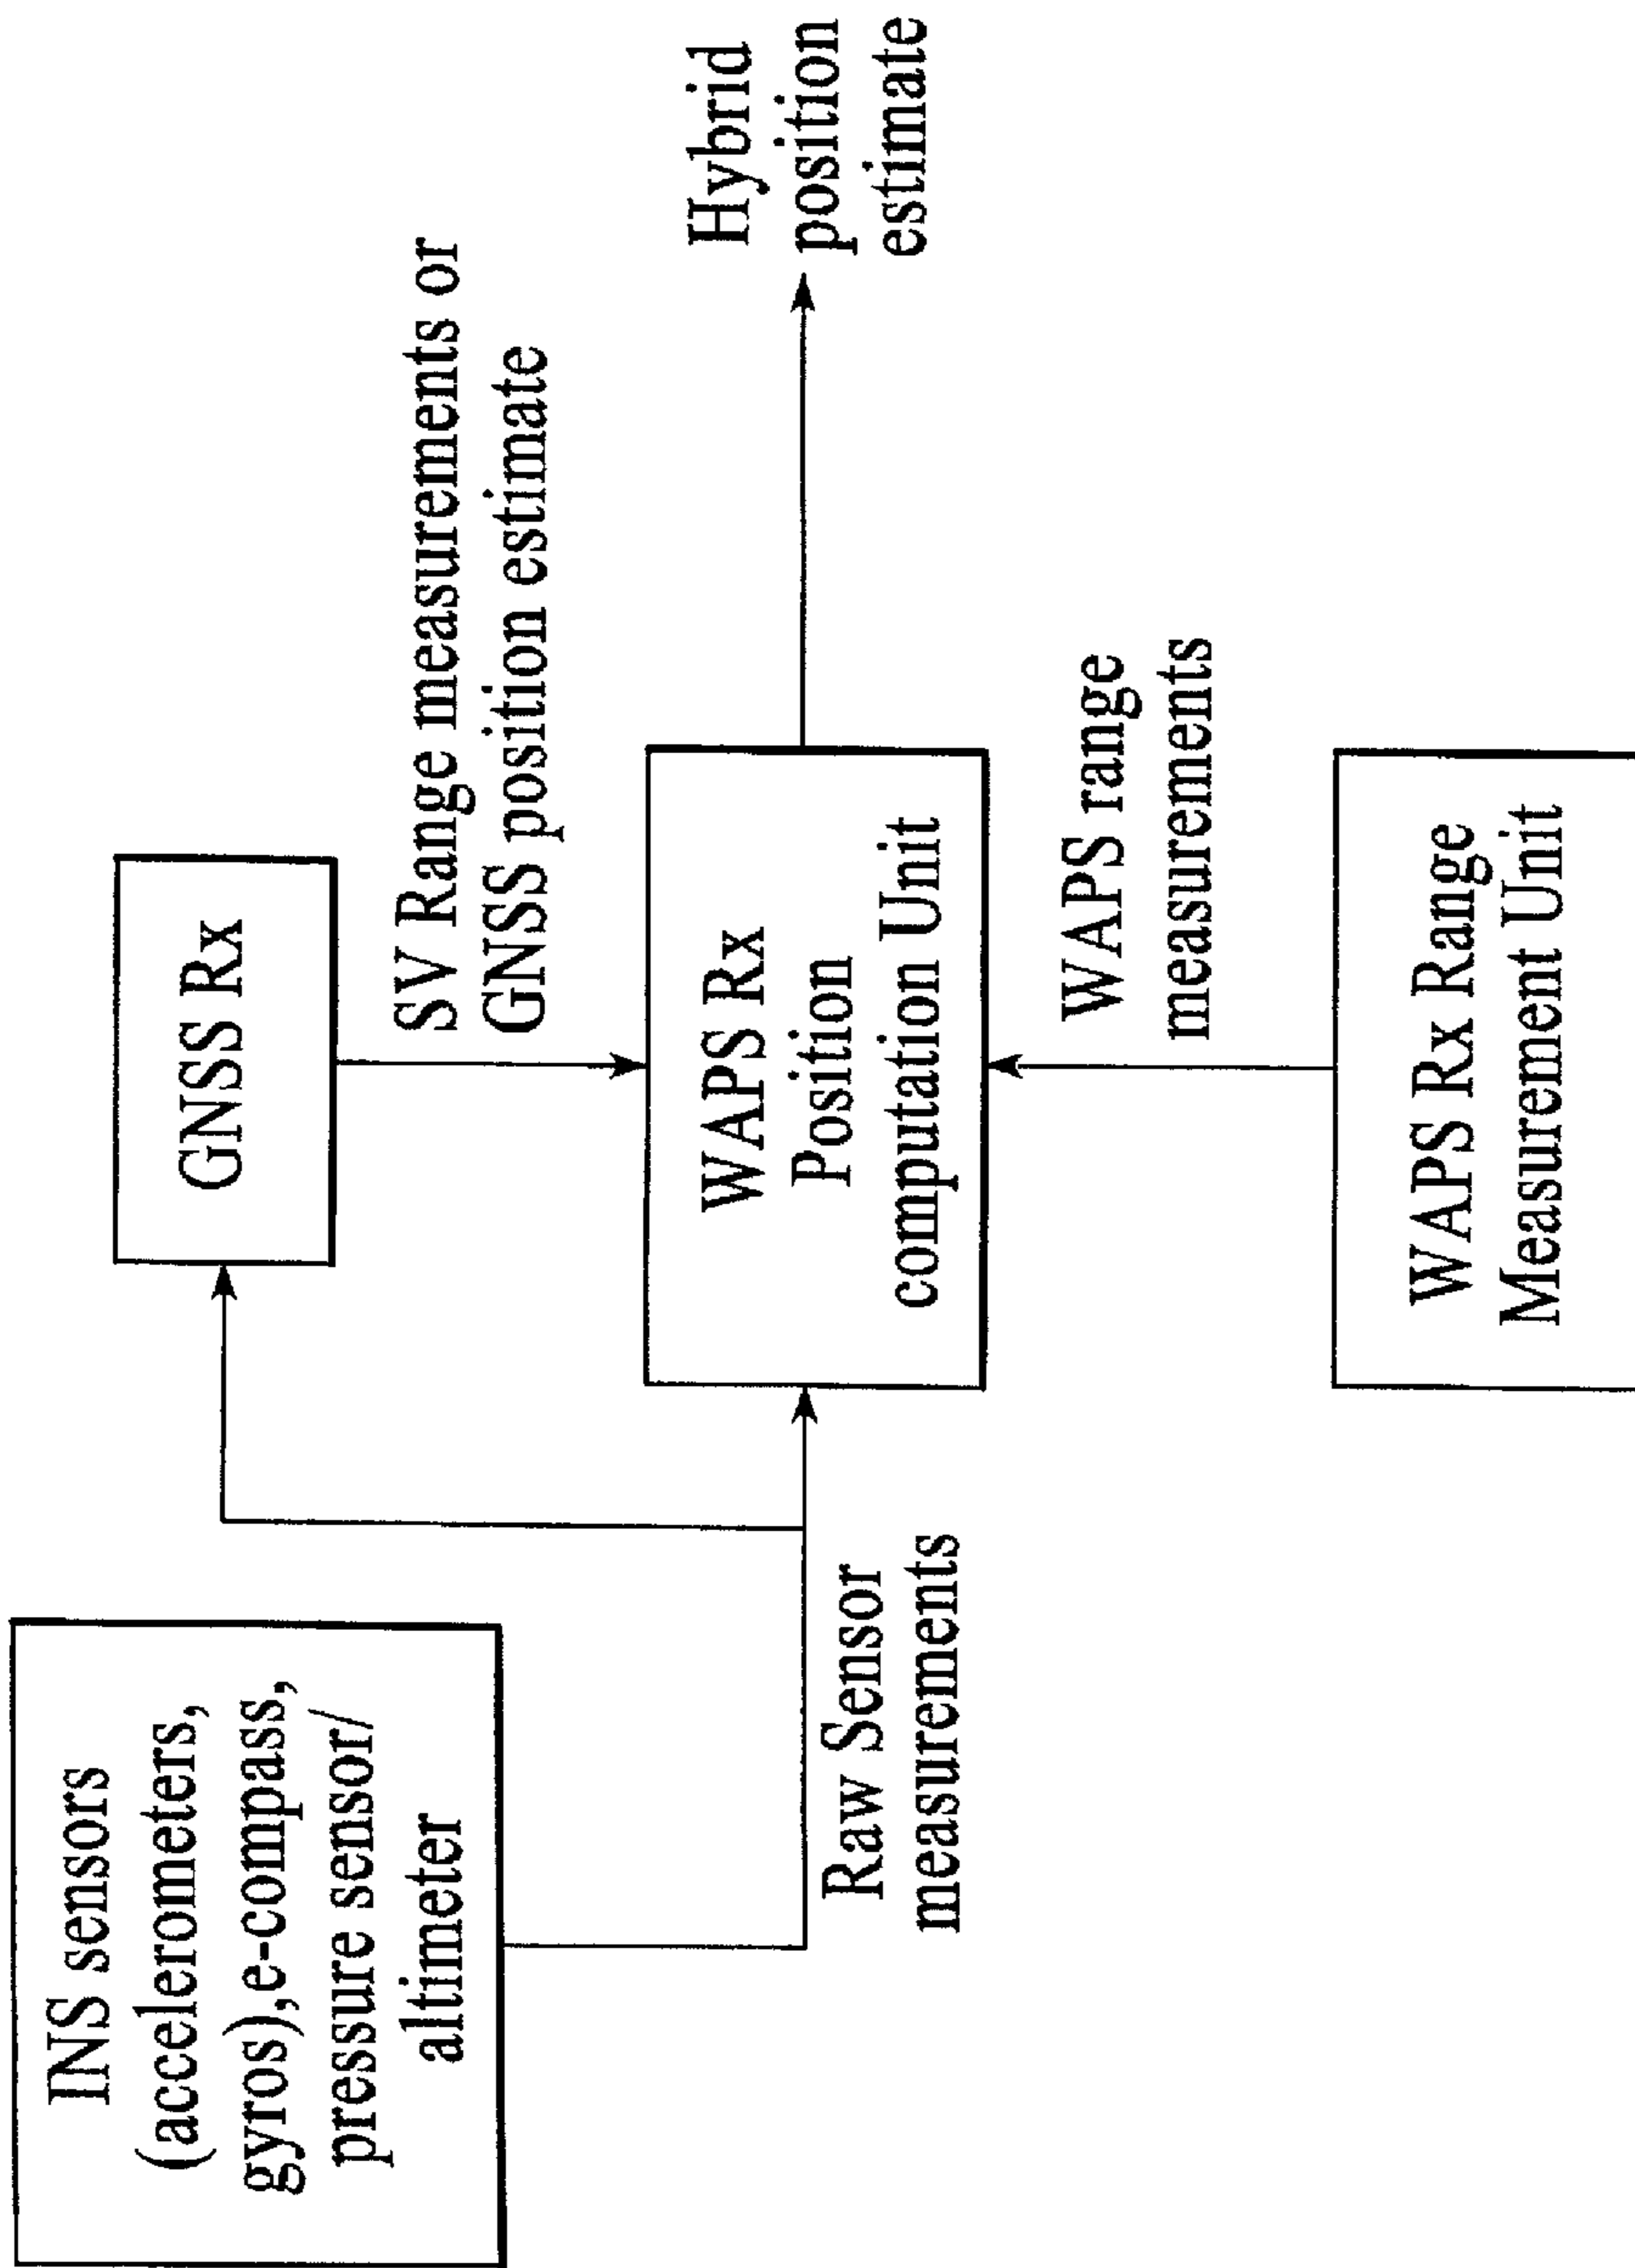 INS sensors
(accelerometers,
gyros),e-compass,
pressure sensor/
altimeter
GNSS Rx
SV Range measurements or
GNSS position estimate
Raw Sensor
measurements
WAPS Rx
Position
computation Unit
Hybrid
position
estimate
WAPS range
measurements
WAPS Rx Range
Measurement Unit